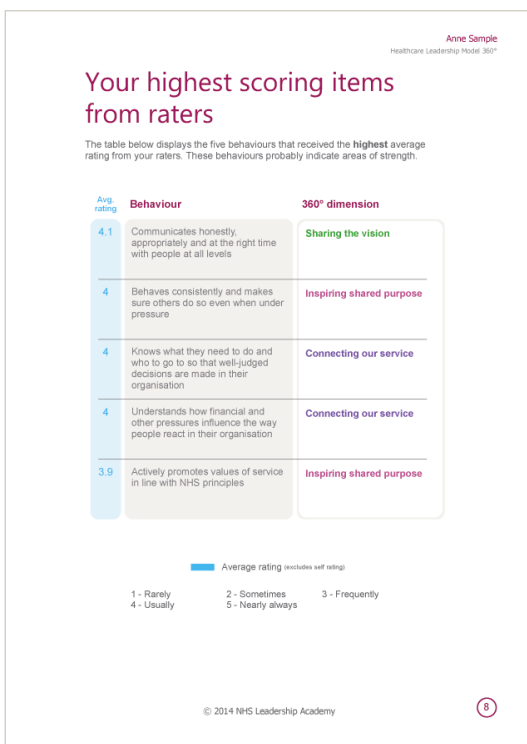 Anne Sample
Healthcare Leadership Model 360°
Your highest scoring items
from raters
The table below displays the five behaviours that received the highest average
rating from your raters. These behaviours probably indicate areas of strength.
Avg.
rating
Behaviour
360° dimension
4.1
Communicates honestly,
appropriately and at the right time
with people at all levels
Sharing the vision
4
Behaves consistently and makes
sure others do so even when under
pressure
Inspiring shared purpose
4
Knows what they need to do and
who to go to so that well-judged
decisions are made in their
organisation
Connecting our service
4
Understands how financial and
other pressures influence the way
people react in their organisation
Connecting our service
3.9
Actively promotes values of service
in line with NHS principles
Inspiring shared purpose
Average rating (excludes self rating)
1 - Rarely 2 - Sometimes 3 - Frequently
4 - Usually 5 - Nearly always
© 2014 NHS Leadership Academy
8